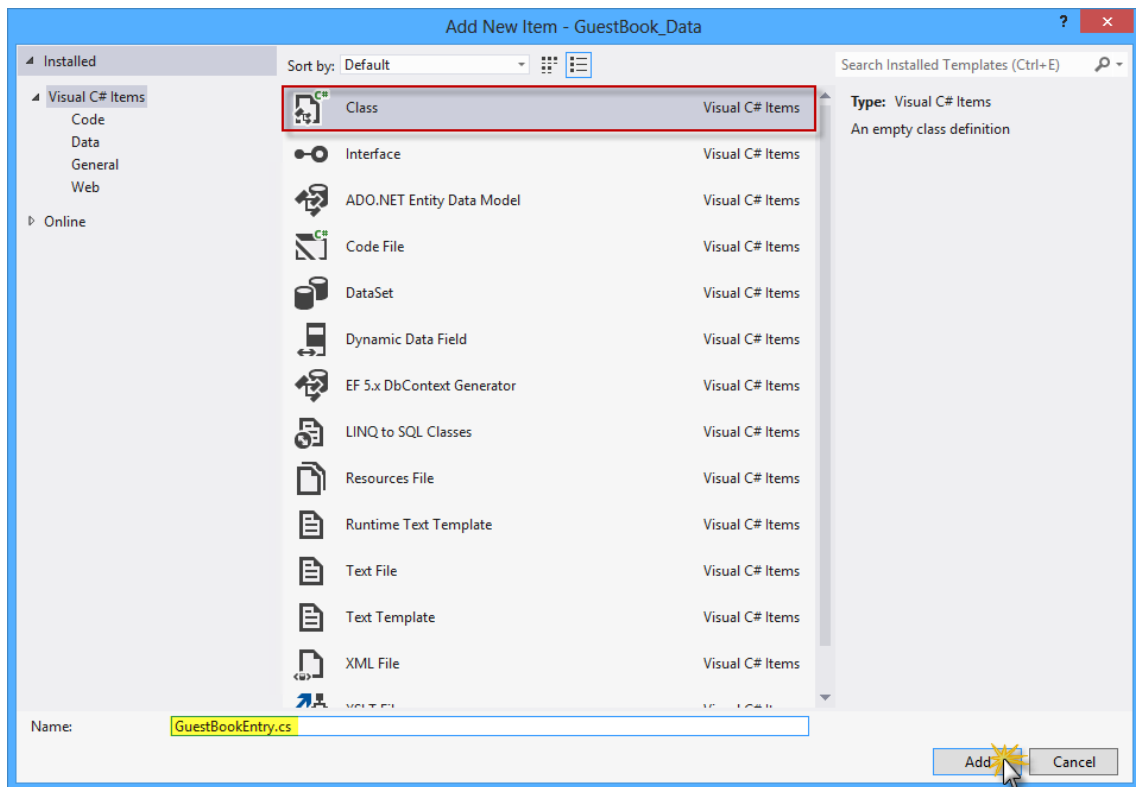 Add New Item - GuestBook_Data
?
Installed
Sort by: Default
Search Installed Templates (Ctrl+E)
Visual C# Items
Code
Data
General
Web
Online
C#
Class Visual C# Items
Interface Visual C# Items
ADO.NET Entity Data Model Visual C# Items
C#
Code File Visual C# Items
DataSet Visual C# Items
Dynamic Data Field Visual C# Items
EF 5.x DbContext Generator Visual C# Items
LINQ to SQL Classes Visual C# Items
Resources File Visual C# Items
Runtime Text Template Visual C# Items
Text File Visual C# Items
Text Template Visual C# Items
XML File Visual C# Items
Type: Visual C# Items
An empty class definition
Name: GuestBookEntry.cs
Add Cancel